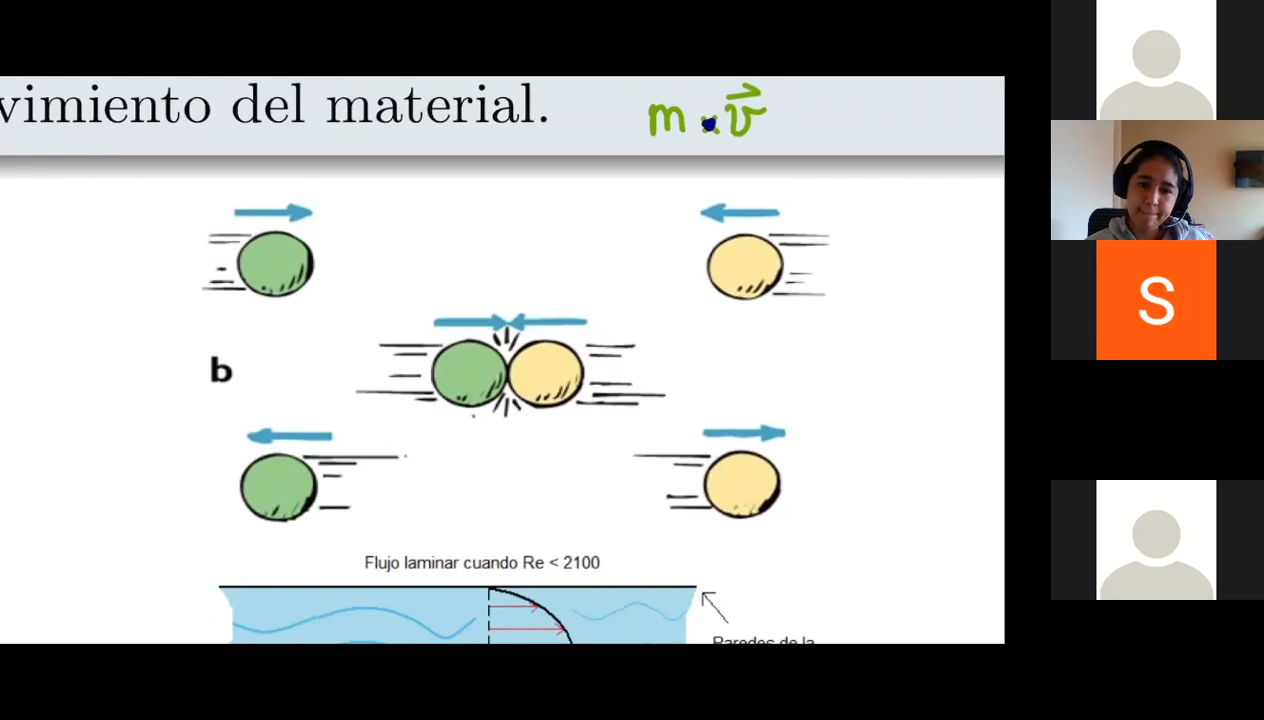 vimiento del material.
m · v⃗
b
Flujo laminar cuando Re < 2100
Paredes de la
S